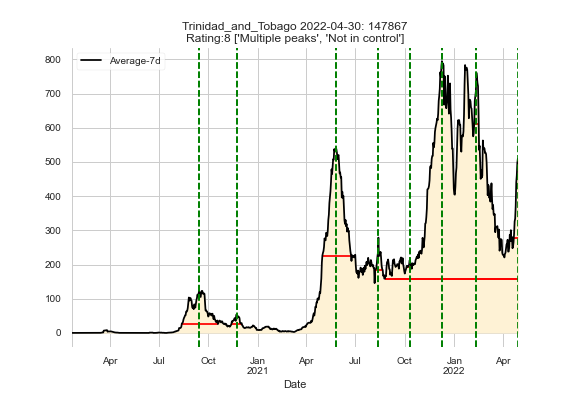 Trinidad_and_Tobago 2022-04-30: 147867
Rating:8 ['Multiple peaks', 'Not in control']
Average-7d
800
700
600
500
400
300
200
100
0
Apr Jul Oct Jan Apr Jul Oct Jan Apr
2021 2022
Date